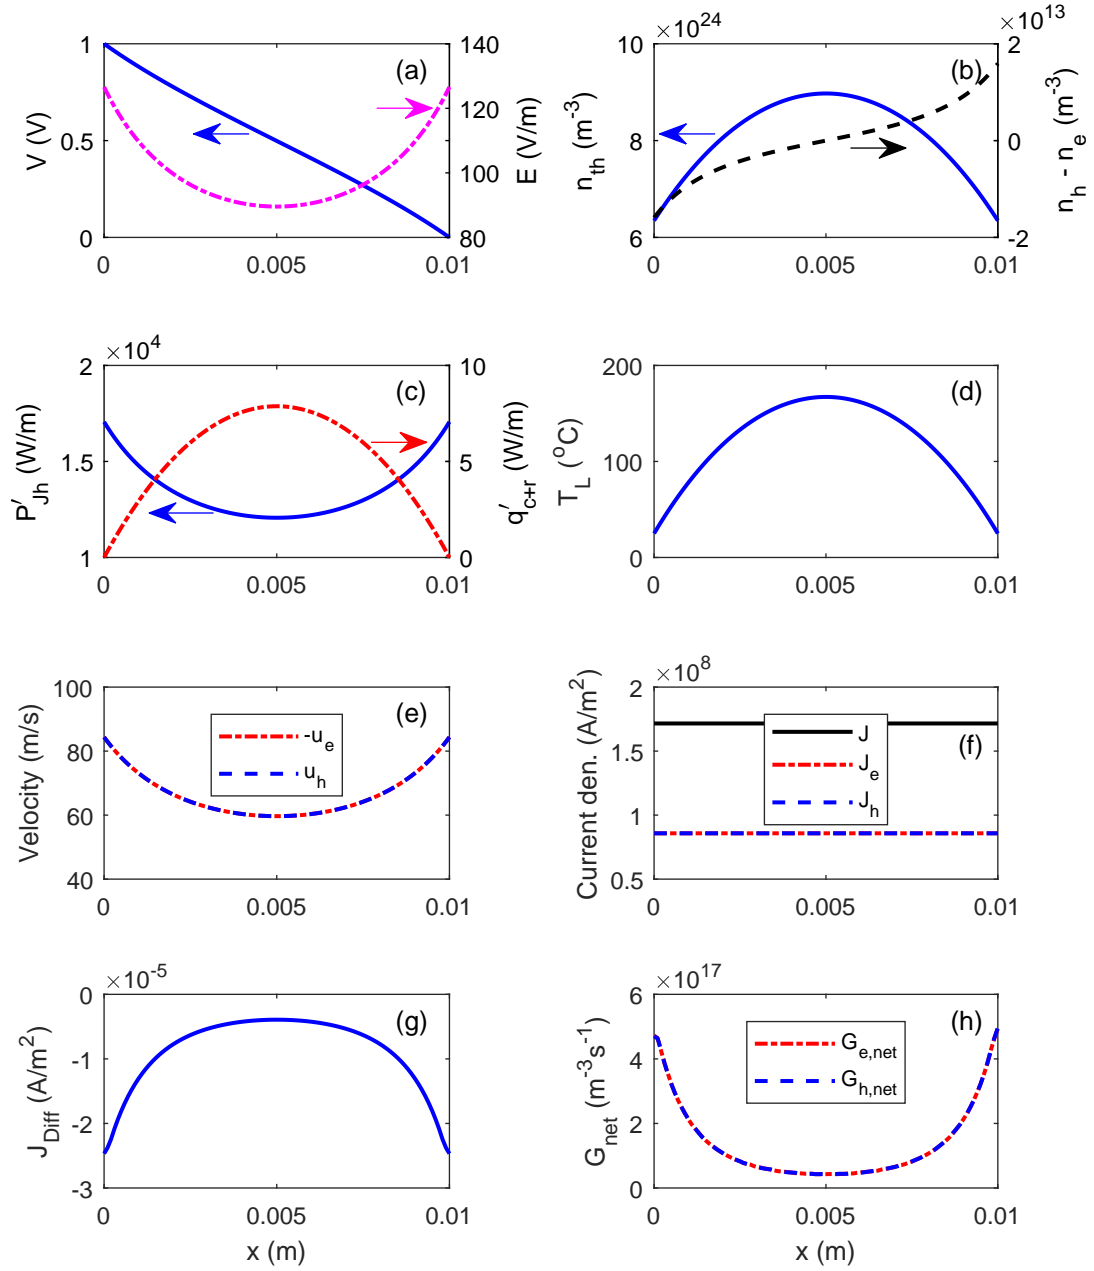 1
0.5
0
V (V)
(a)
140
120
100
80
E (V/m)
0
0.005
0.01
×10^24
10
8
6
n_th (m^-3)
(b)
×10^13
2
0
-2
n_h - n_e (m^-3)
0
0.005
0.01
×10^4
2
1.5
1
P'_Jh (W/m)
(c)
10
5
0
q'_c+r (W/m)
0
0.005
0.01
200
100
0
T_L (°C)
(d)
0
0.005
0.01
100
80
60
40
Velocity (m/s)
(e)
-u_e
u_h
0
0.005
0.01
×10^8
2
1.5
1
0.5
Current den. (A/m^2)
(f)
J
J_e
J_h
0
0.005
0.01
×10^-5
0
-1
-2
-3
J_Diff (A/m^2)
(g)
0
0.005
0.01
x (m)
×10^17
6
4
2
0
G_net (m^-3s^-1)
(h)
G_e,net
G_h,net
0
0.005
0.01
x (m)